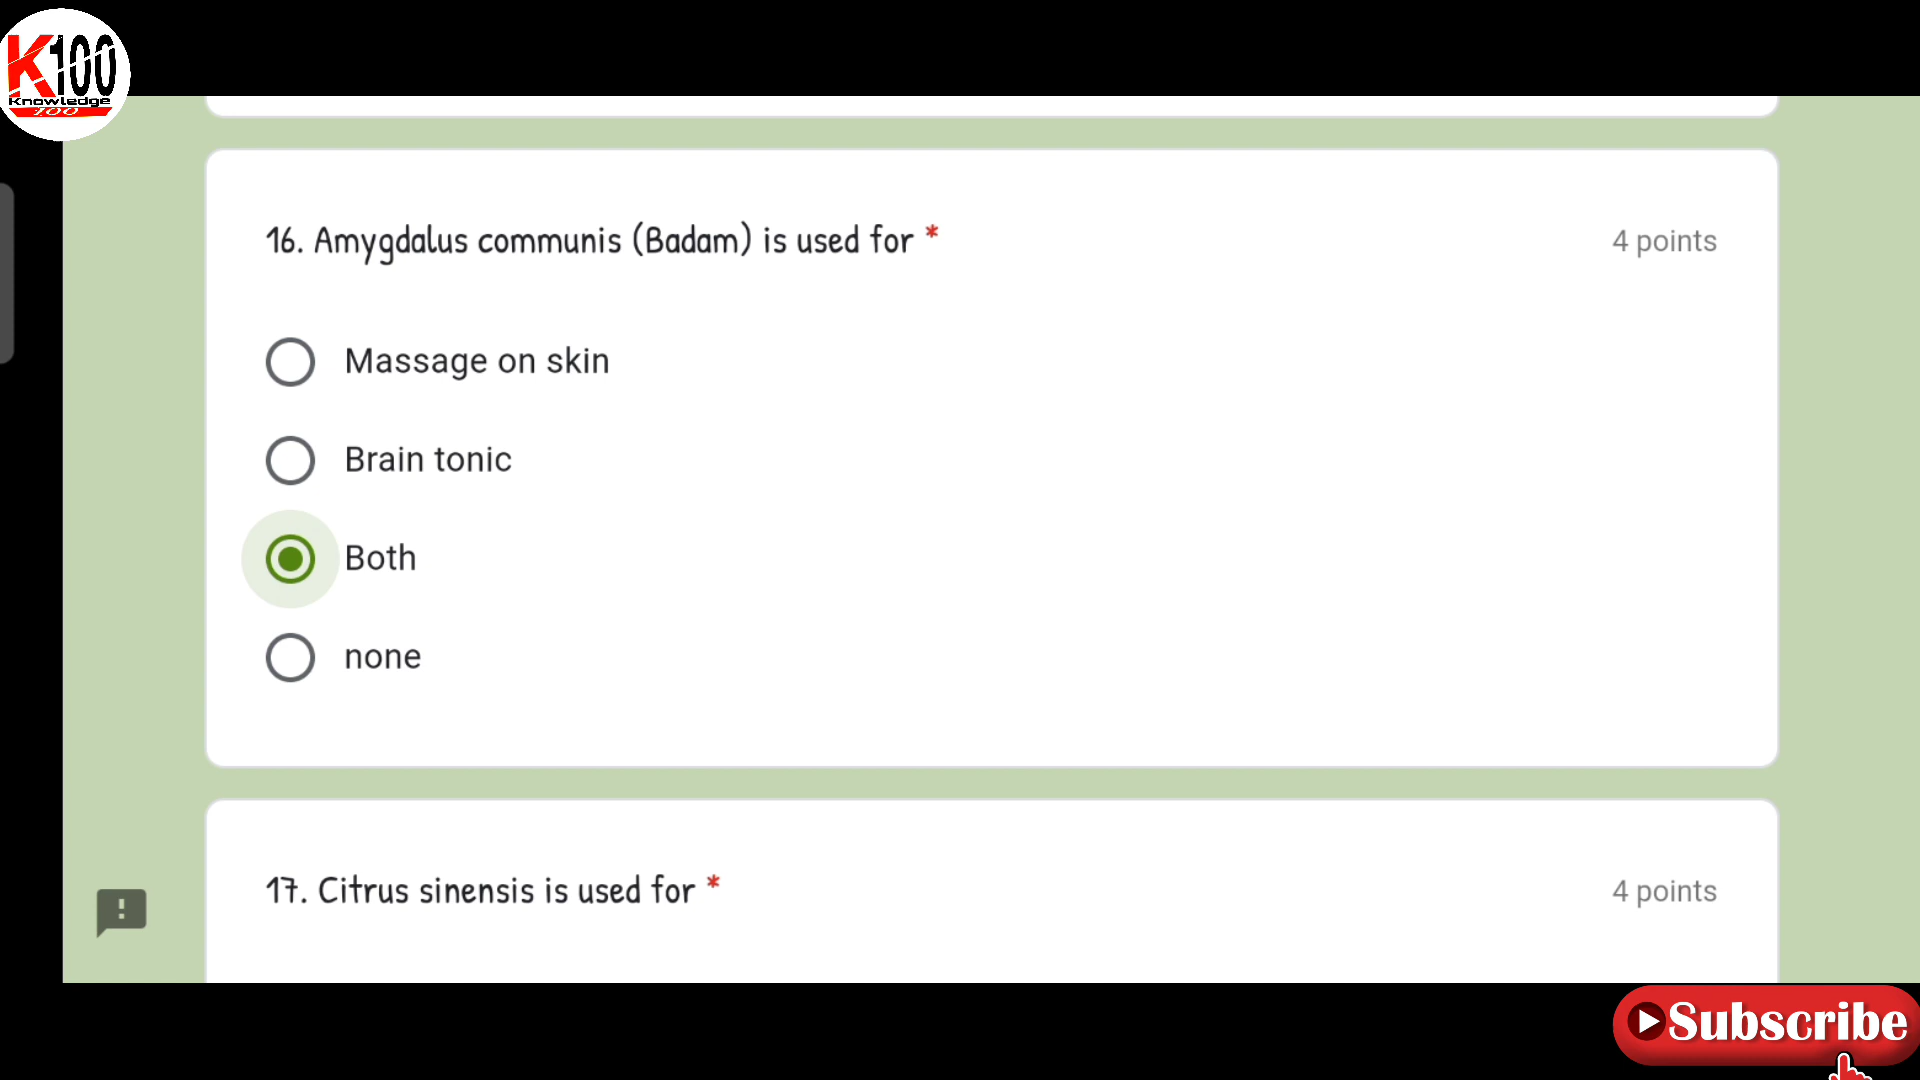 K100
Knowledge
100
16. Amygdalus communis (Badam) is used for *
4 points
Massage on skin
Brain tonic
Both
none
17. Citrus sinensis is used for *
4 points
Subscribe